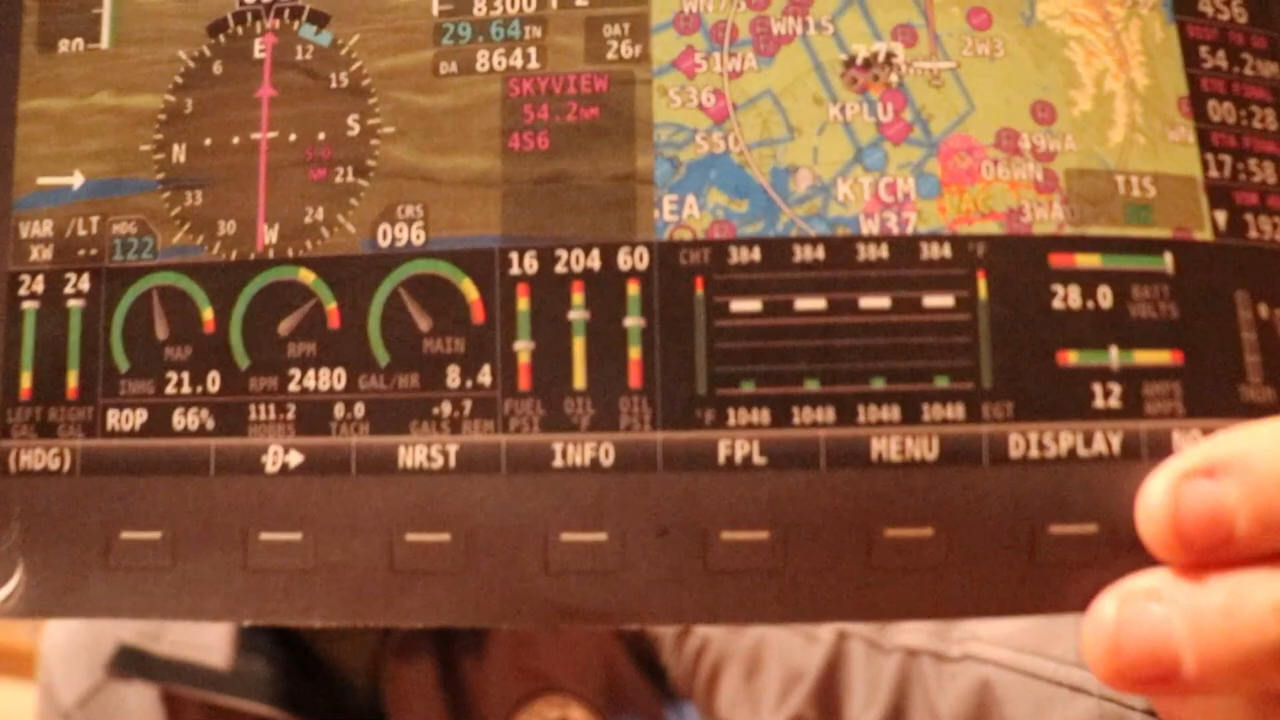 8300
80
29.64IN
OAT
26F
DA 8641
SKYVIEW
54.2NM
4S6
E 12
6 15
3 S
N
33 21
30 24
W
VAR /LT
XW --
HDG
122
CRS
096
WN15
2W3
51WA
S36
KPLU
S50
49WA
06WN
KTCM
3WA
W37
TIS
4S6
54.2NM
00:28
17:58
24 24
LEFT RIGHT
GAL GAL
MAP
INHG 21.0
RPM
RPM 2480
MAIN
GAL/HR 8.4
ROP 66%
111.2
HOBBS
0.0
TACH
-9.7
GALS REM
16 204 60
FUEL OIL OIL
PSI °F PSI
CHT 384 384 384 384 °F
°F 1048 1048 1048 1048 EGT
28.0 BATT
VOLTS
12 AMPS
AMPS
(HDG) D NRST INFO FPL MENU DISPLAY